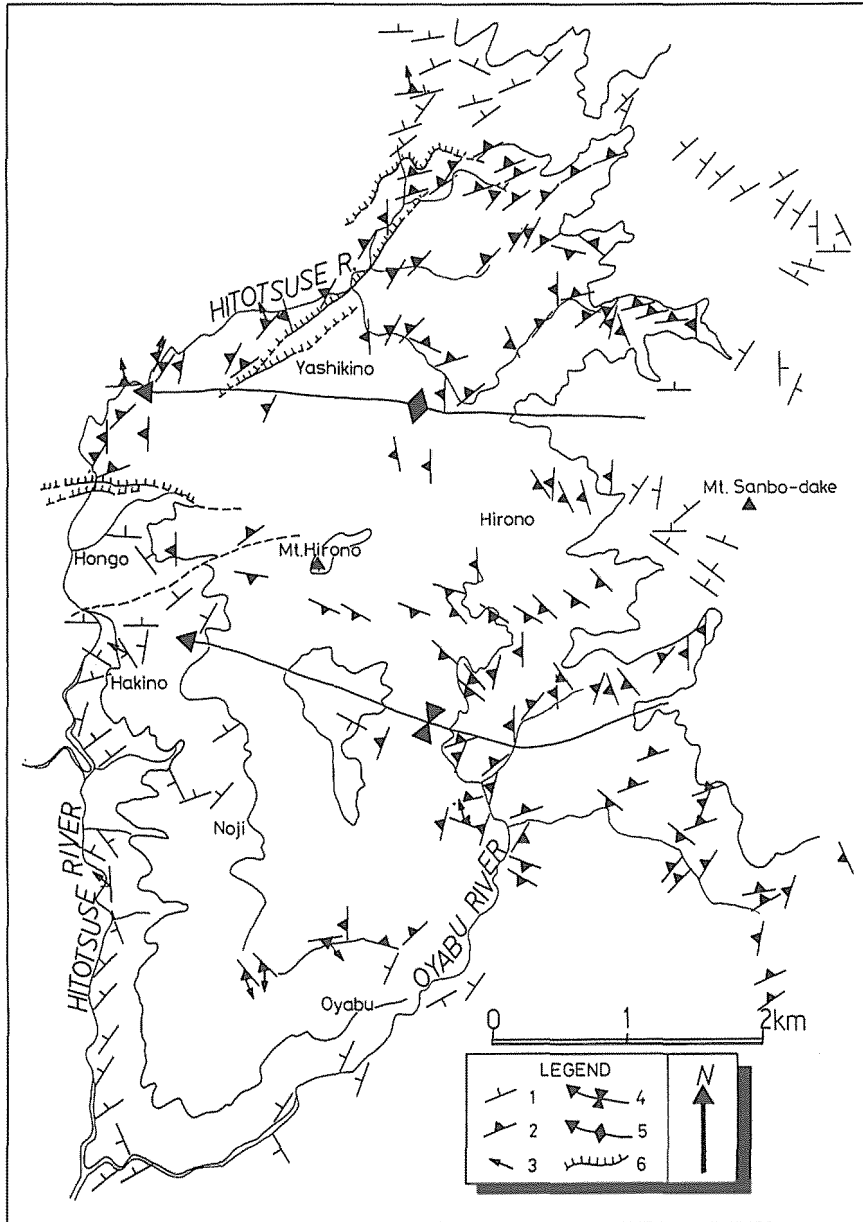 HITOTSUSE R.
Yashikino
Mt. Sanbo-dake
Hirono
Hongo
Mt.Hirono
Hakino
Noji
HITOTSUSE RIVER
OYABU RIVER
Oyabu
0 1 2km
LEGEND
1 4
2 5
3 6
N